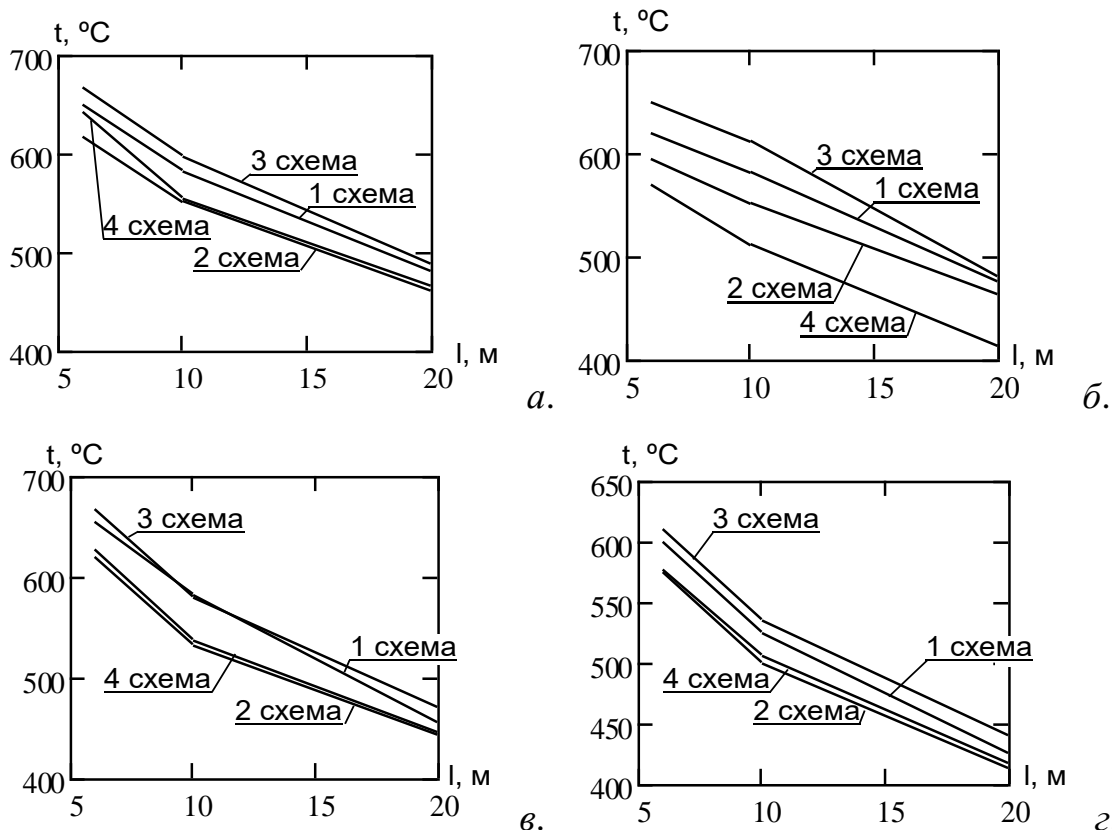 t, ºC
700
600
500
400
5
10
15
20
l, м
3 схема
1 схема
4 схема
2 схема
а.
t, ºC
700
600
500
400
5
10
15
20
l, м
3 схема
1 схема
2 схема
4 схема
б.
t, ºC
700
600
500
400
5
10
15
20
l, м
3 схема
1 схема
4 схема
2 схема
в.
t, ºC
650
600
550
500
450
400
5
10
15
20
l, м
3 схема
1 схема
4 схема
2 схема
г